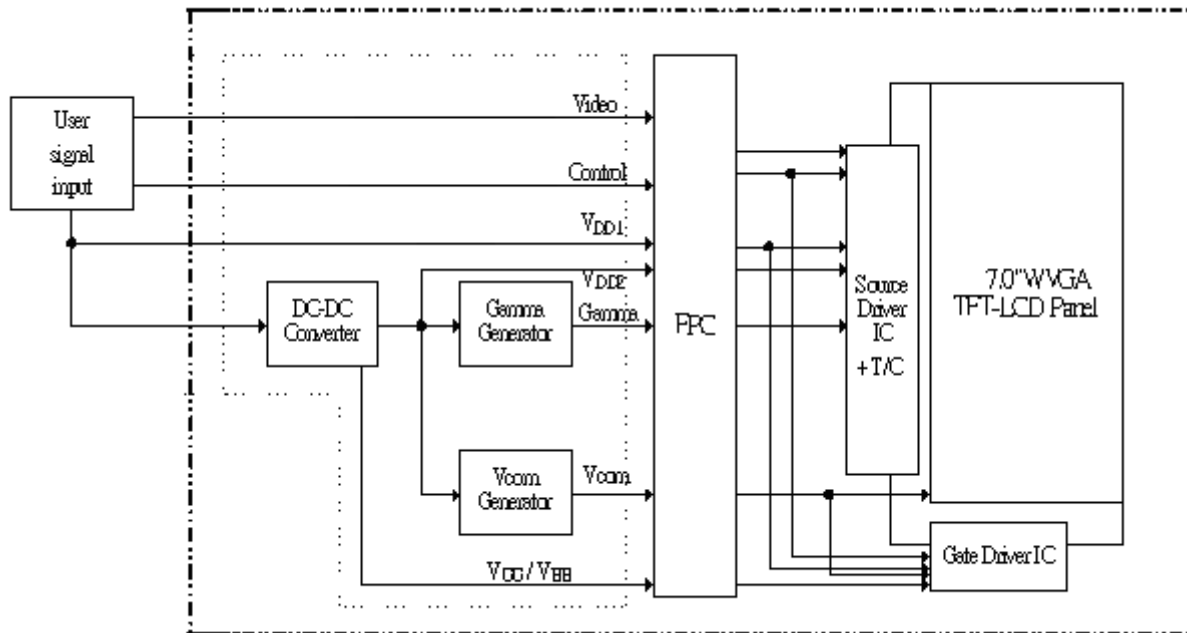 User
signal
input
Video
Control
VDD1
VDD2
DC-DC
Converter
Gamma
Generator
Gamma
FPC
Source
Driver
IC
+T/C
7.0"WVGA
TFT-LCD Panel
Vcom
Generator
Vcom
VGG / VEE
Gate Driver IC